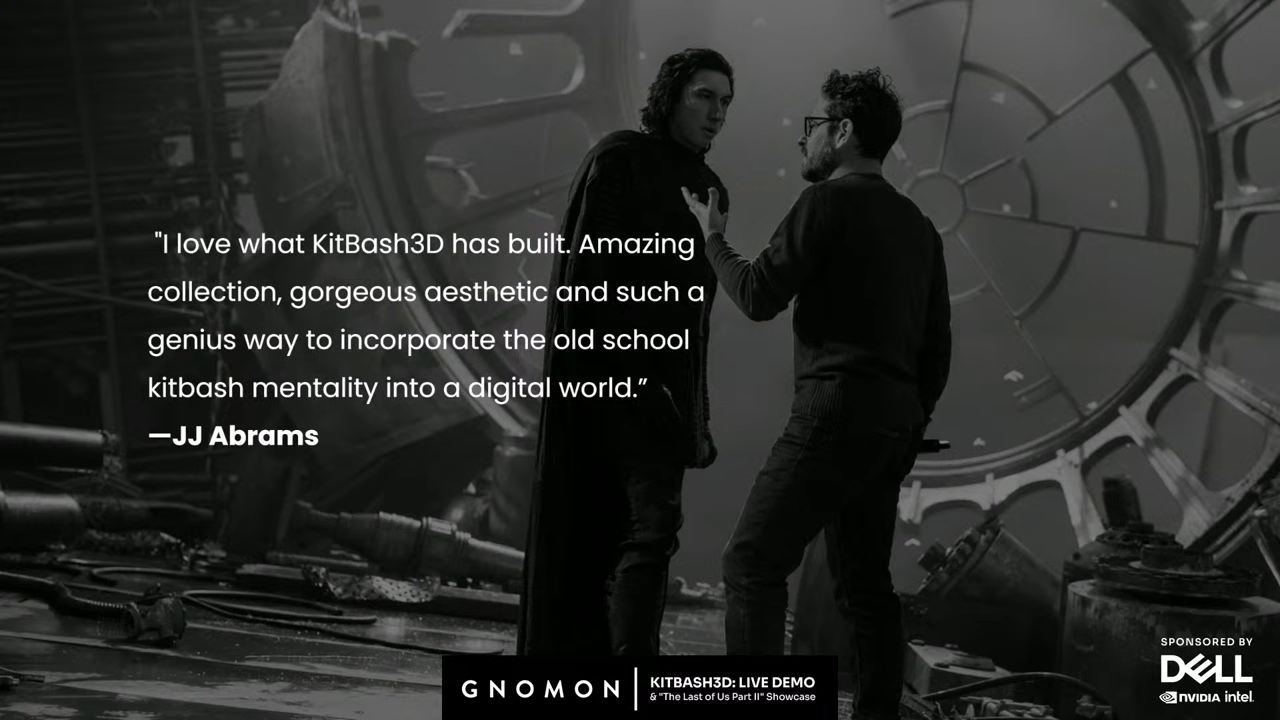 "I love what KitBash3D has built. Amazing
collection, gorgeous aesthetic and such a
genius way to incorporate the old school
kitbash mentality into a digital world.”
—JJ Abrams
GNOMON
KITBASH3D: LIVE DEMO
& "The Last of Us Part II" Showcase
SPONSORED BY
DELL
NVIDIA intel.